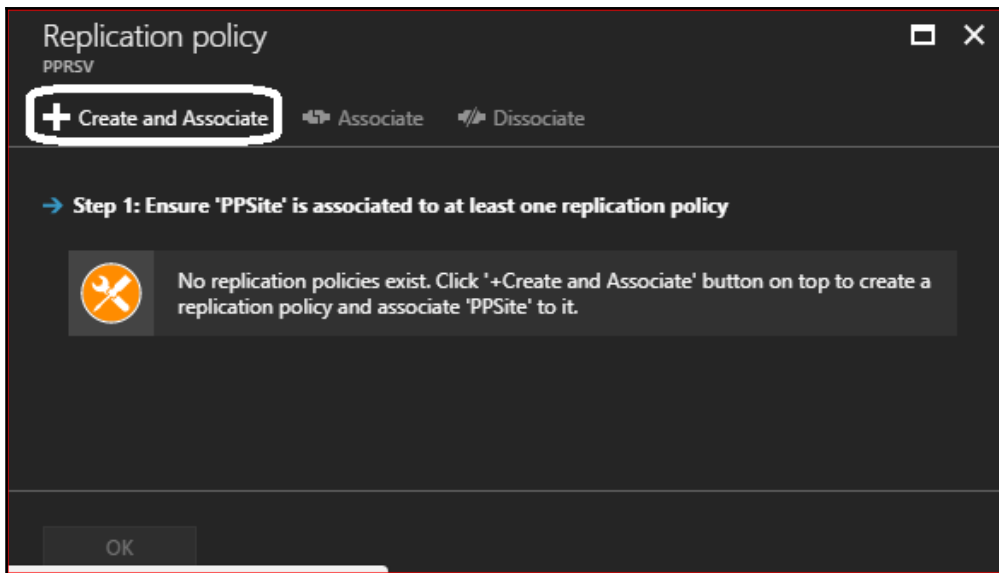 Replication policy
PPRSV
Create and Associate Associate Dissociate
Step 1: Ensure 'PPSite' is associated to at least one replication policy
No replication policies exist. Click '+Create and Associate' button on top to create a
replication policy and associate 'PPSite' to it.
OK